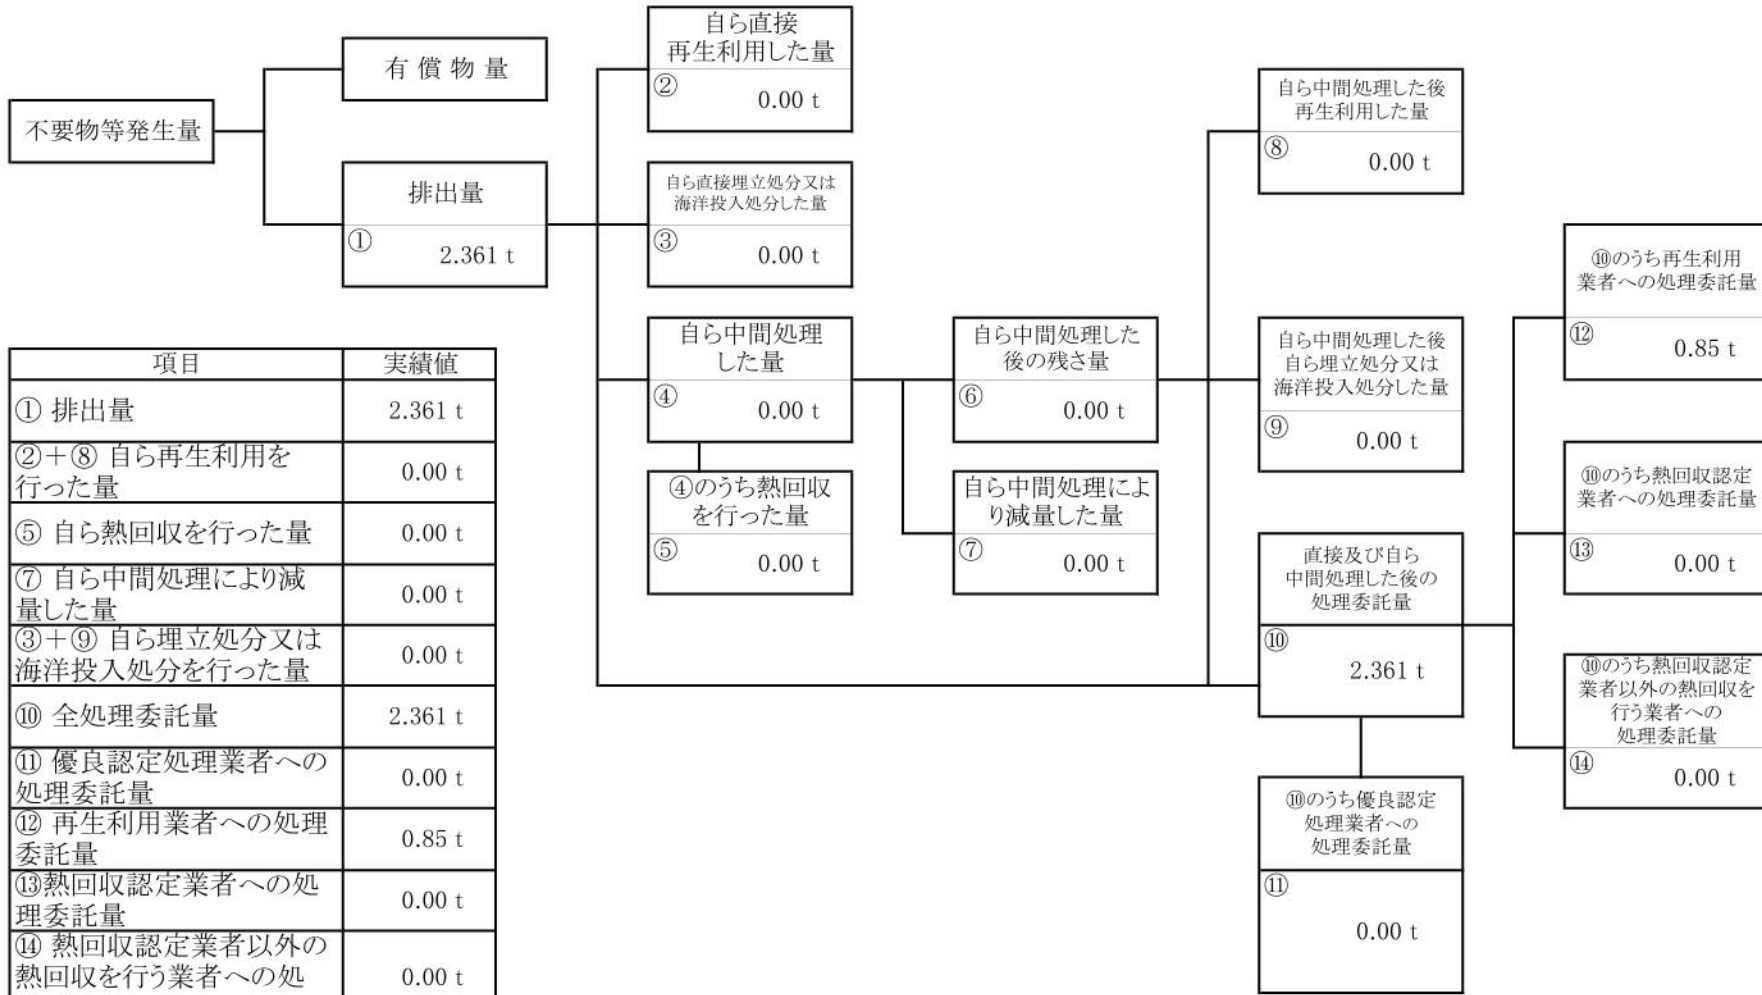 不要物等発生量
有 償 物 量
排出量
①
2.361 t
自ら直接
再生利用した量
②
0.00 t
自ら直接埋立処分又は
海洋投入処分した量
③
0.00 t
自ら中間処理
した量
④
0.00 t
④のうち熱回収
を行った量
⑤
0.00 t
自ら中間処理した
後の残さ量
⑥
0.00 t
自ら中間処理によ
り減量した量
⑦
0.00 t
自ら中間処理した後
再生利用した量
⑧
0.00 t
自ら中間処理した後
自ら埋立処分又は
海洋投入処分した量
⑨
0.00 t
直接及び自ら
中間処理した後の
処理委託量
⑩
2.361 t
⑩のうち優良認定
処理業者への
処理委託量
⑪
0.00 t
⑩のうち再生利用
業者への処理委託量
⑫
0.85 t
⑩のうち熱回収認定
業者への処理委託量
⑬
0.00 t
⑩のうち熱回収認定
業者以外の熱回収を
行う業者への
処理委託量
⑭
0.00 t
項目 実績値
① 排出量 2.361 t
②+⑧ 自ら再生利用を
行った量
0.00 t
⑤ 自ら熱回収を行った量 0.00 t
⑦ 自ら中間処理により減
量した量
0.00 t
③+⑨ 自ら埋立処分又は
海洋投入処分を行った量
0.00 t
⑩ 全処理委託量 2.361 t
⑪ 優良認定処理業者への
処理委託量
0.00 t
⑫ 再生利用業者への処理
委託量
0.85 t
⑬熱回収認定業者への処
理委託量
0.00 t
⑭ 熱回収認定業者以外の
熱回収を行う業者への処
0.00 t